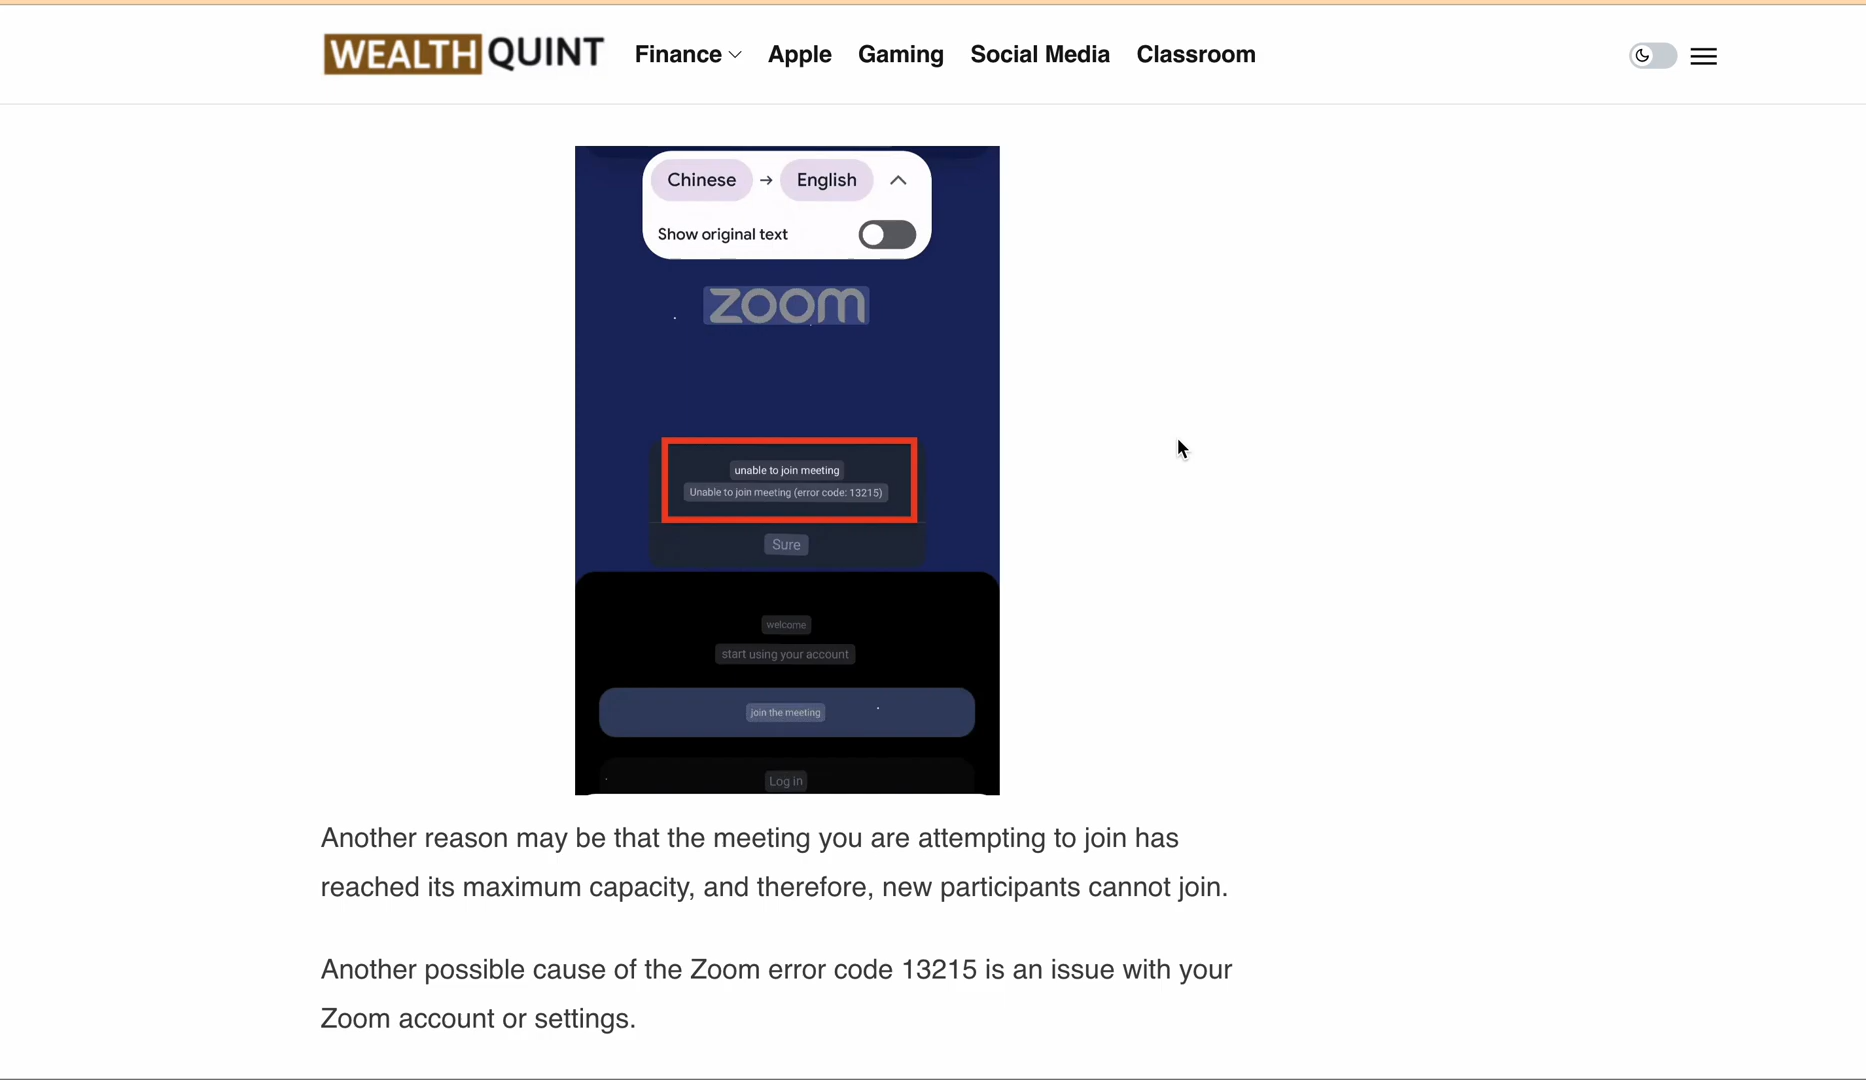 WEALTH QUINT Finance Apple Gaming Social Media Classroom
Chinese → English
Show original text
zoom
unable to join meeting
Unable to join meeting (error code: 13215)
Sure
welcome
start using your account
join the meeting
Log in
Another reason may be that the meeting you are attempting to join has
reached its maximum capacity, and therefore, new participants cannot join.
Another possible cause of the Zoom error code 13215 is an issue with your
Zoom account or settings.